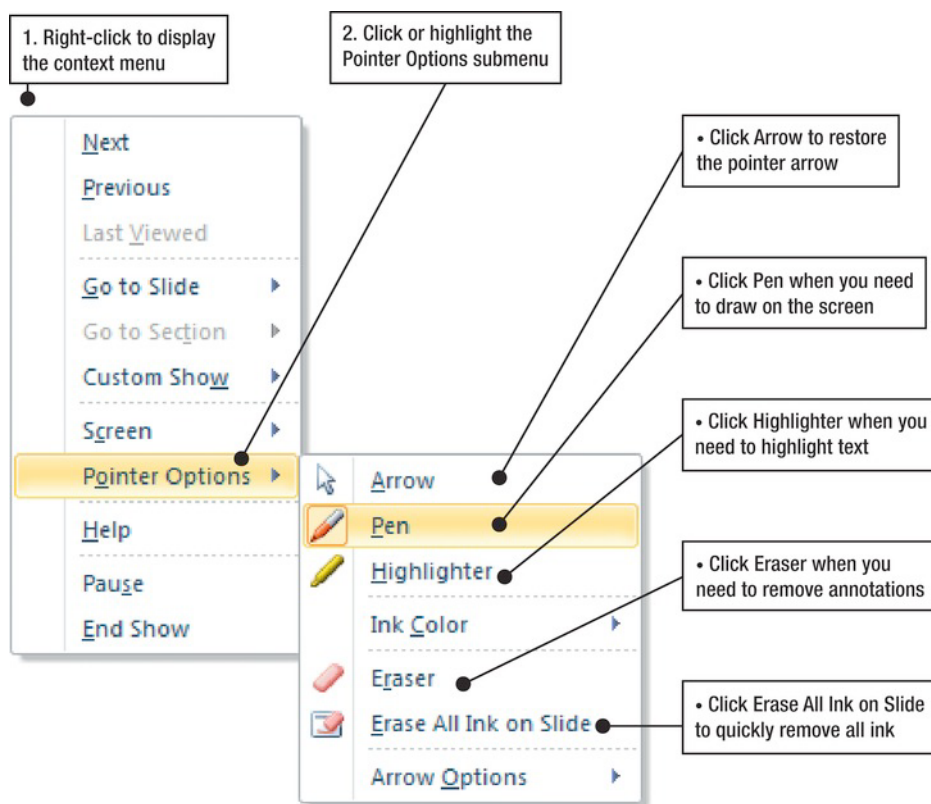 1. Right-click to display
the context menu
2. Click or highlight the
Pointer Options submenu
Next
Previous
Last Viewed
Go to Slide
Go to Section
Custom Show
Screen
Pointer Options
Help
Pause
End Show
Arrow
Pen
Highlighter
Ink Color
Eraser
Erase All Ink on Slide
Arrow Options
• Click Arrow to restore
the pointer arrow
• Click Pen when you need
to draw on the screen
• Click Highlighter when you
need to highlight text
• Click Eraser when you
need to remove annotations
• Click Erase All Ink on Slide
to quickly remove all ink